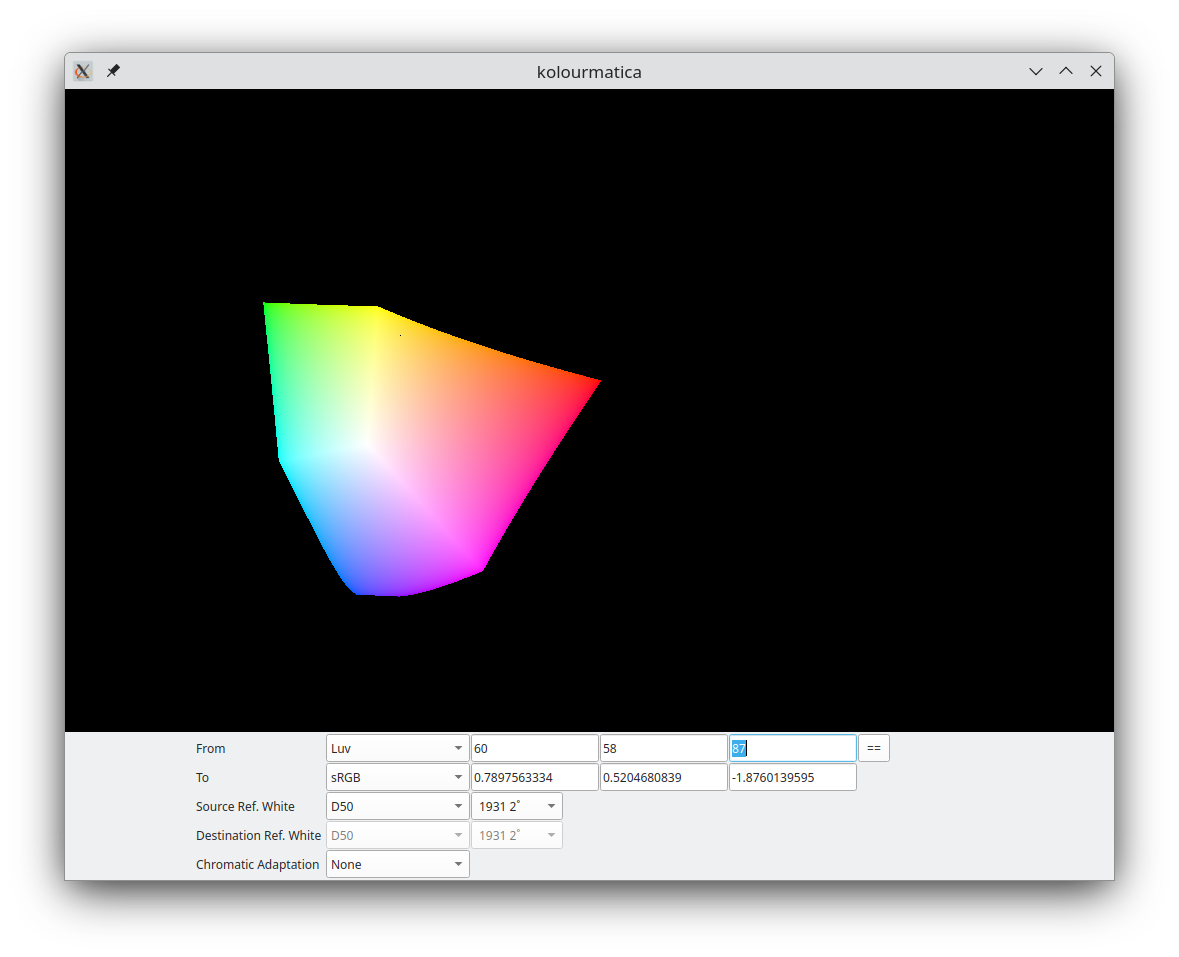 kolourmatica
From Luv 60 58 87 ==
To sRGB 0.7897563334 0.5204680839 -1.8760139595
Source Ref. White D50 1931 2°
Destination Ref. White D50 1931 2°
Chromatic Adaptation None